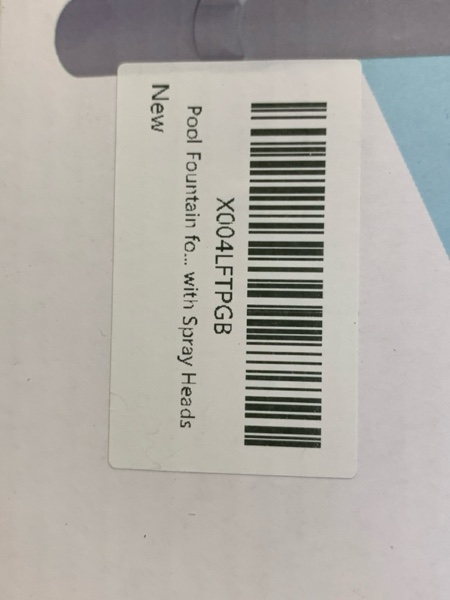 X004LFTPGB
Pool Fountain fo... with Spray Heads
New